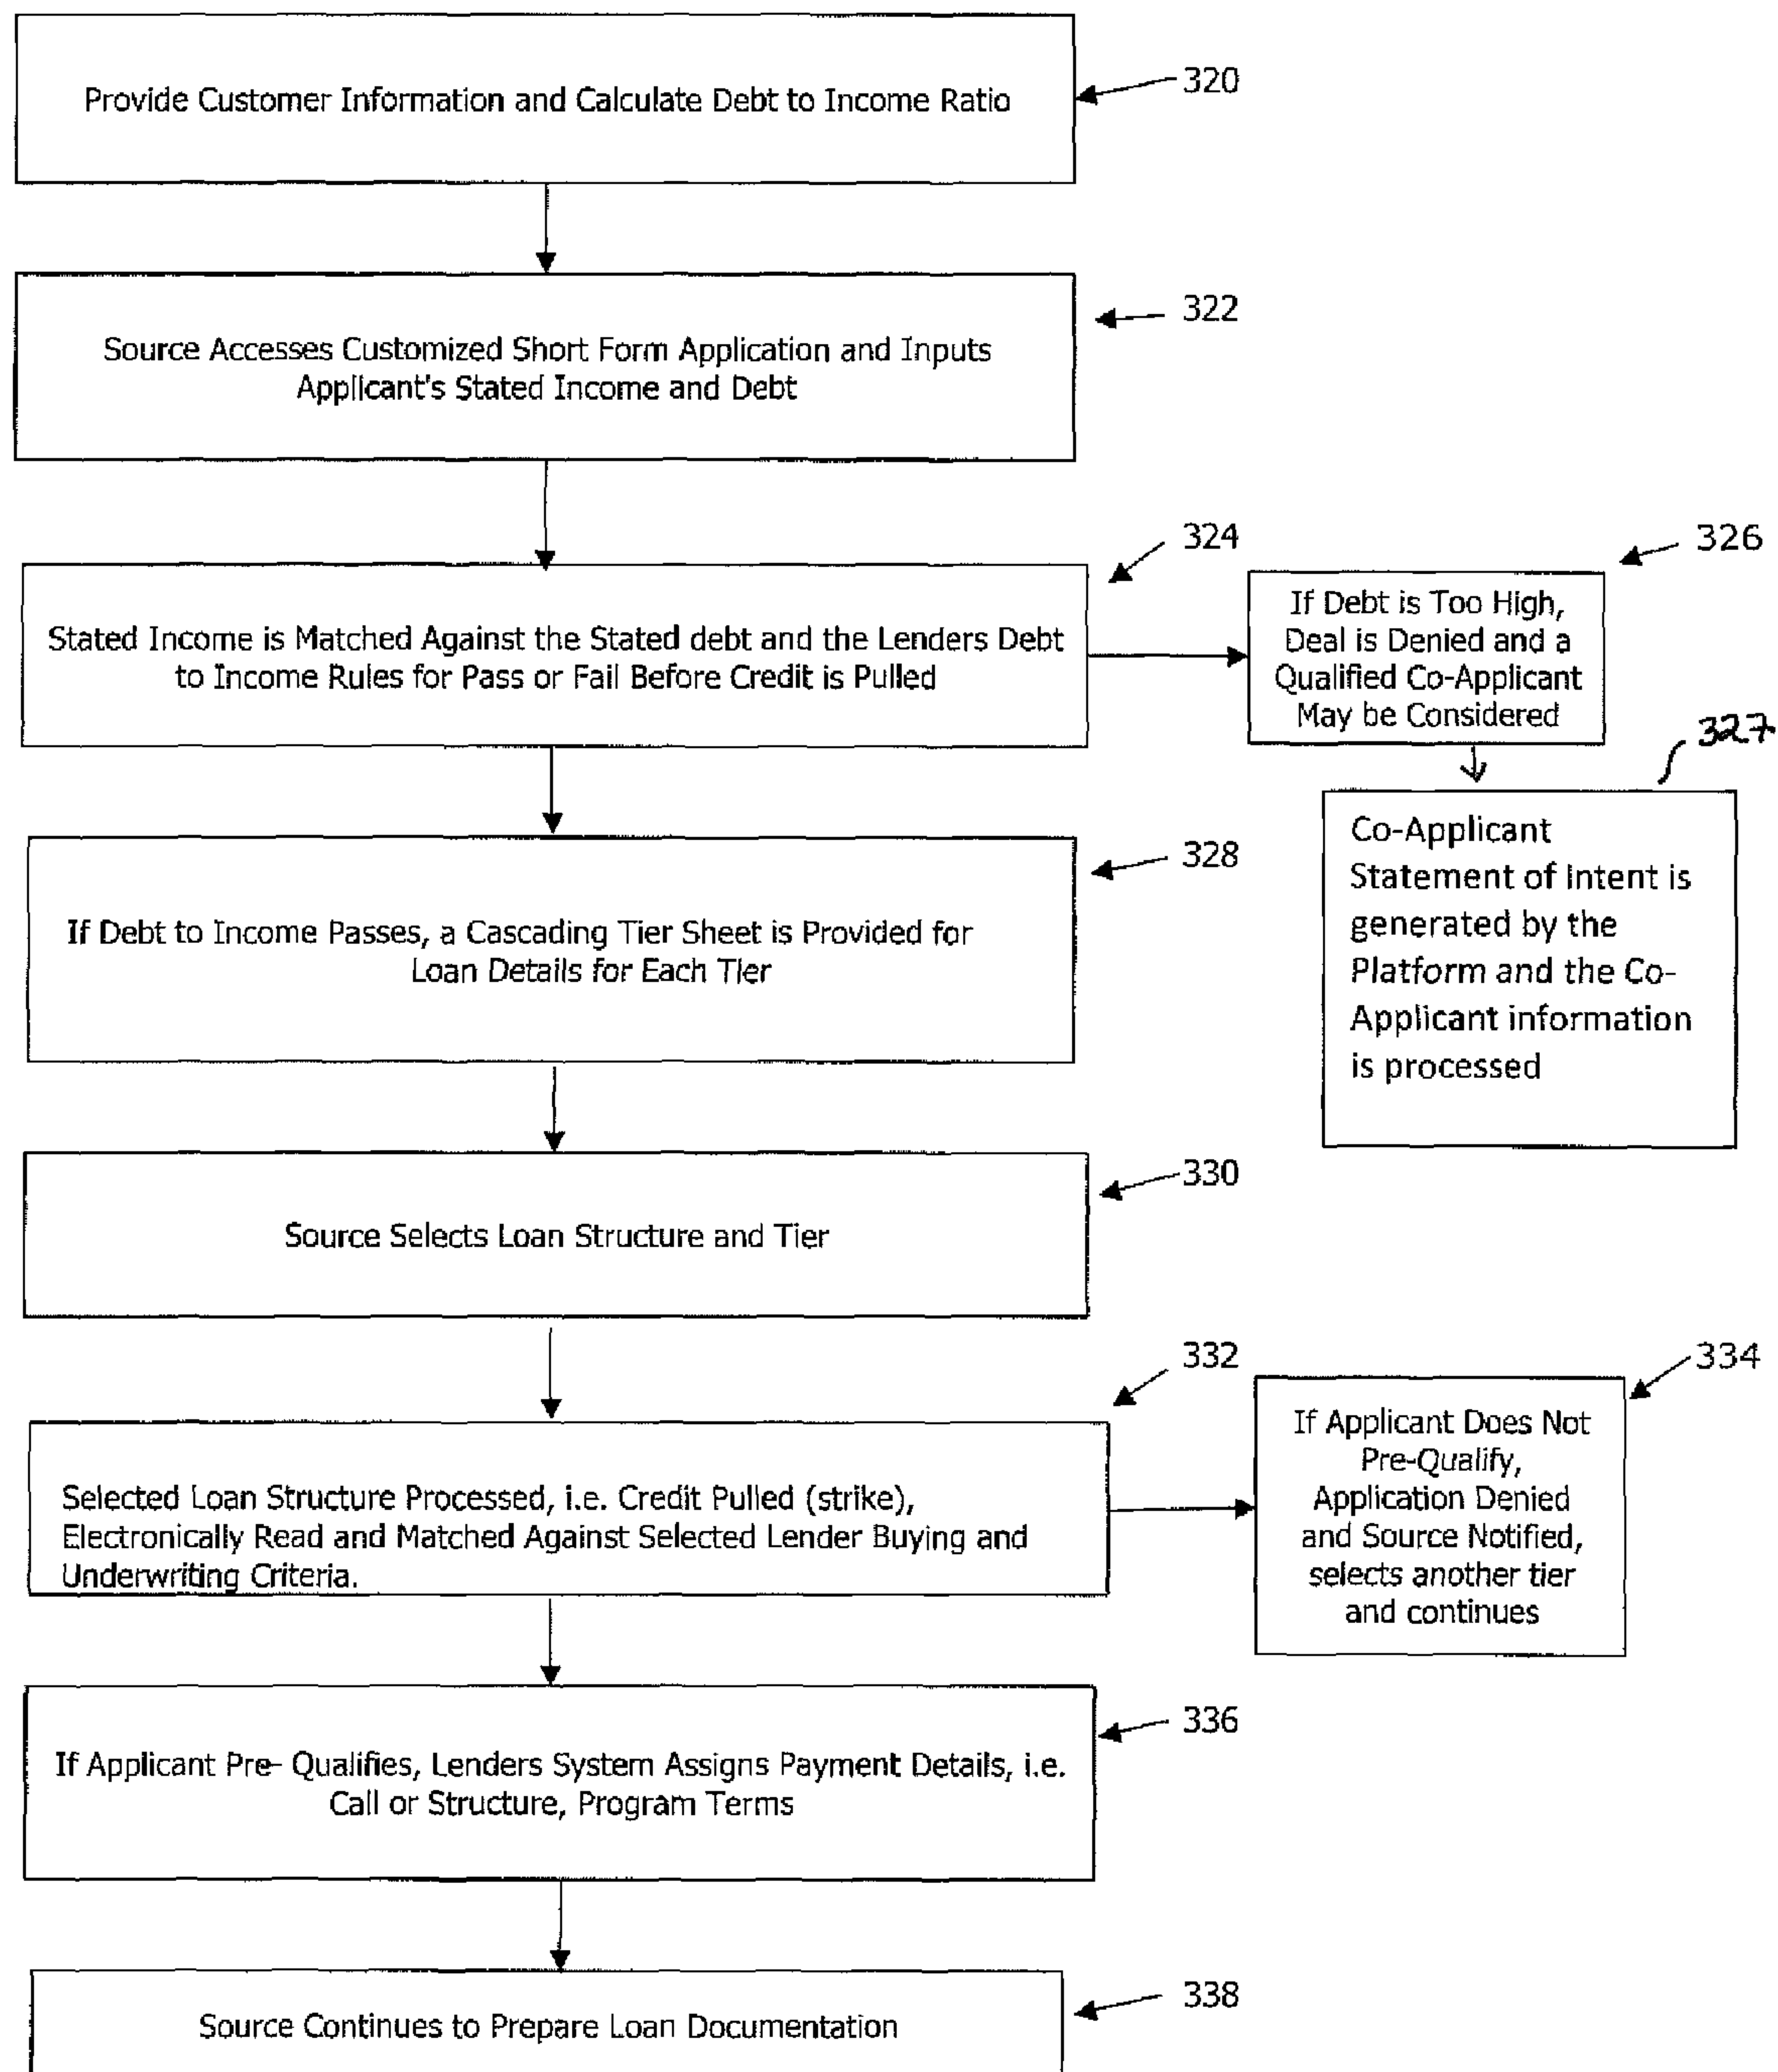 Provide Customer Information and Calculate Debt to Income Ratio
320
Source Accesses Customized Short Form Application and Inputs
Applicant's Stated Income and Debt
322
Stated Income is Matched Against the Stated debt and the Lenders Debt
to Income Rules for Pass or Fail Before Credit is Pulled
324
If Debt is Too High,
Deal is Denied and a
Qualified Co-Applicant
May be Considered
326
Co-Applicant
Statement of Intent is
generated by the
Platform and the Co-
Applicant information
is processed
327
If Debt to Income Passes, a Cascading Tier Sheet is Provided for
Loan Details for Each Tier
328
Source Selects Loan Structure and Tier
330
Selected Loan Structure Processed, i.e. Credit Pulled (strike),
Electronically Read and Matched Against Selected Lender Buying and
Underwriting Criteria.
332
If Applicant Does Not
Pre-Qualify,
Application Denied
and Source Notified,
selects another tier
and continues
334
If Applicant Pre- Qualifies, Lenders System Assigns Payment Details, i.e.
Call or Structure, Program Terms
336
Source Continues to Prepare Loan Documentation
338